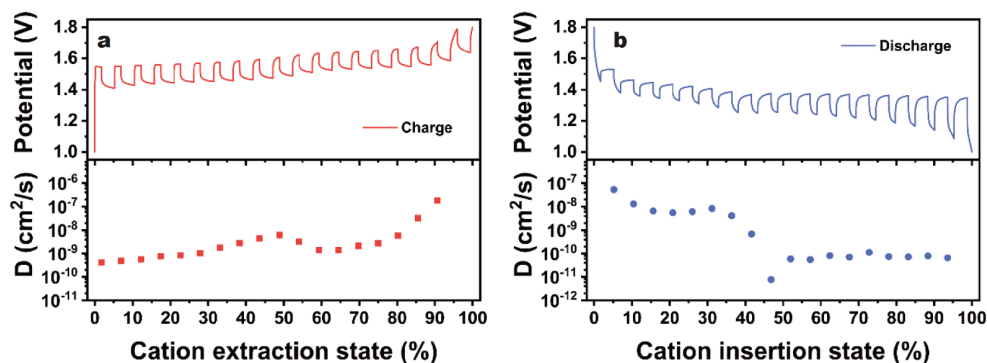 a
Potential (V)
1.8
1.6
1.4
1.2
1.0
Charge
D (cm²/s)
10⁻⁶
10⁻⁷
10⁻⁸
10⁻⁹
10⁻¹⁰
10⁻¹¹
0 10 20 30 40 50 60 70 80 90 100
Cation extraction state (%)
b
Potential (V)
1.8
1.6
1.4
1.2
1.0
Discharge
D (cm²/s)
10⁻⁷
10⁻⁸
10⁻⁹
10⁻¹⁰
10⁻¹¹
10⁻¹²
0 10 20 30 40 50 60 70 80 90 100
Cation insertion state (%)